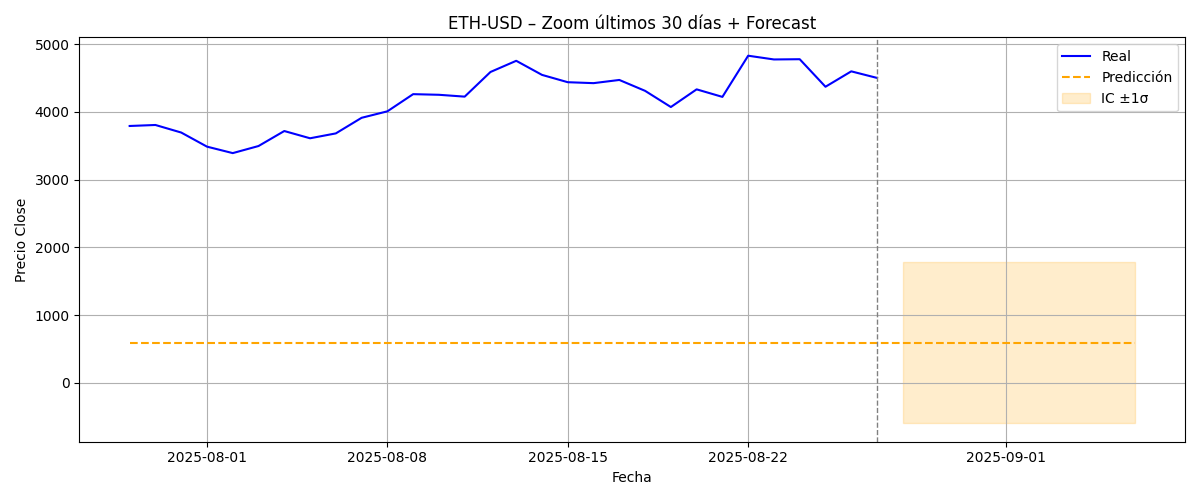 ETH-USD – Zoom últimos 30 días + Forecast
Precio Close
5000
4000
3000
2000
1000
0
Real
Predicción
IC ±1σ
2025-08-01
2025-08-08
2025-08-15
2025-08-22
2025-09-01
Fecha